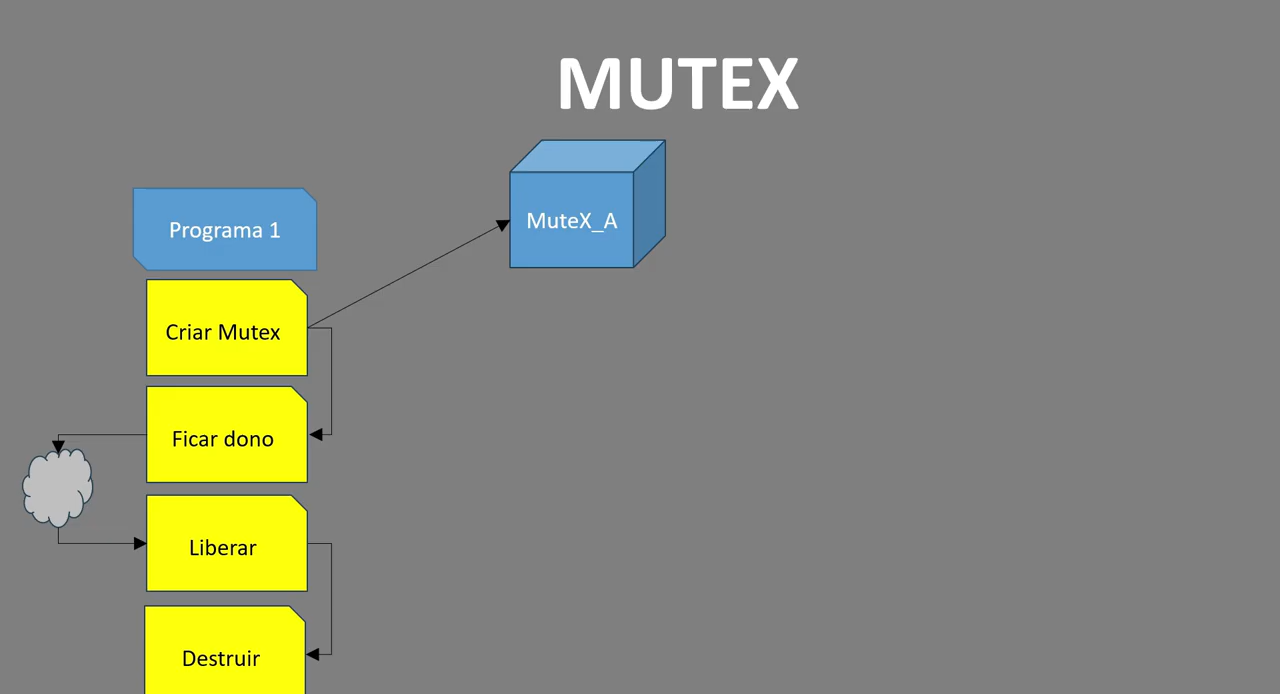 MUTEX
MuteX_A
Programa 1
Criar Mutex
Ficar dono
Liberar
Destruir